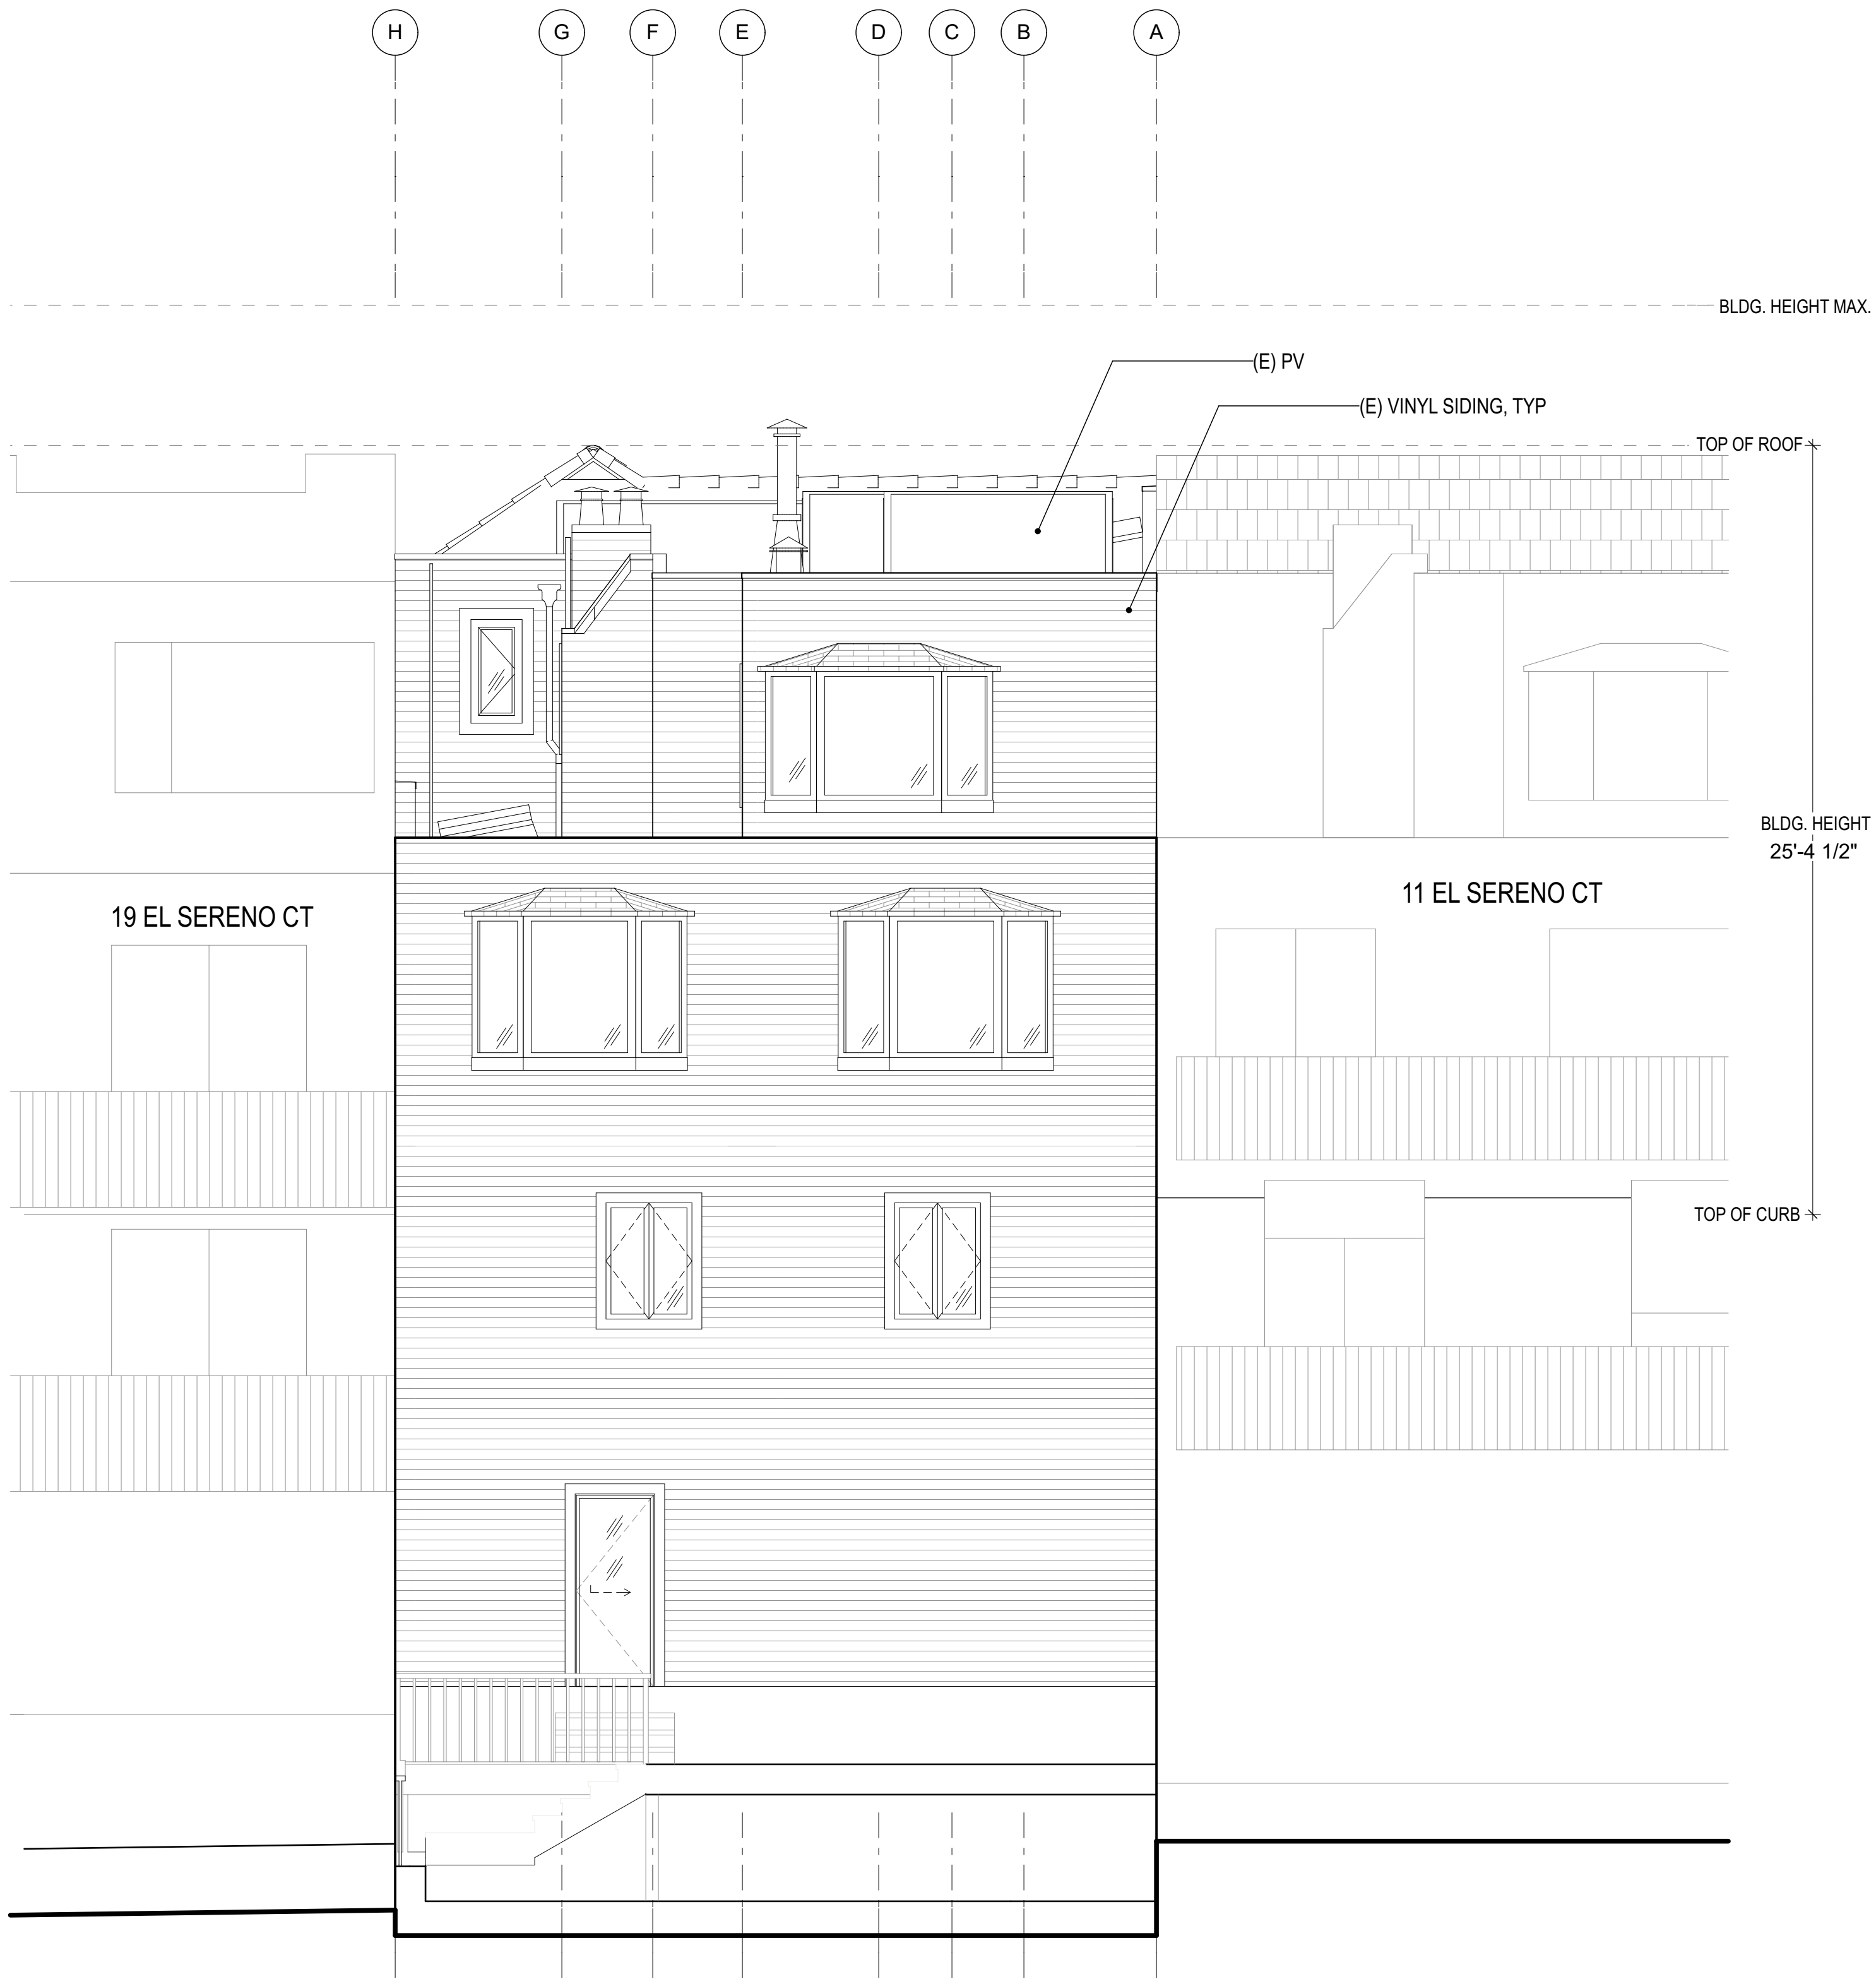 H G F E D C B A
BLDG. HEIGHT MAX.
(E) PV
(E) VINYL SIDING, TYP
TOP OF ROOF
BLDG. HEIGHT
25'-4 1/2"
11 EL SERENO CT
19 EL SERENO CT
TOP OF CURB